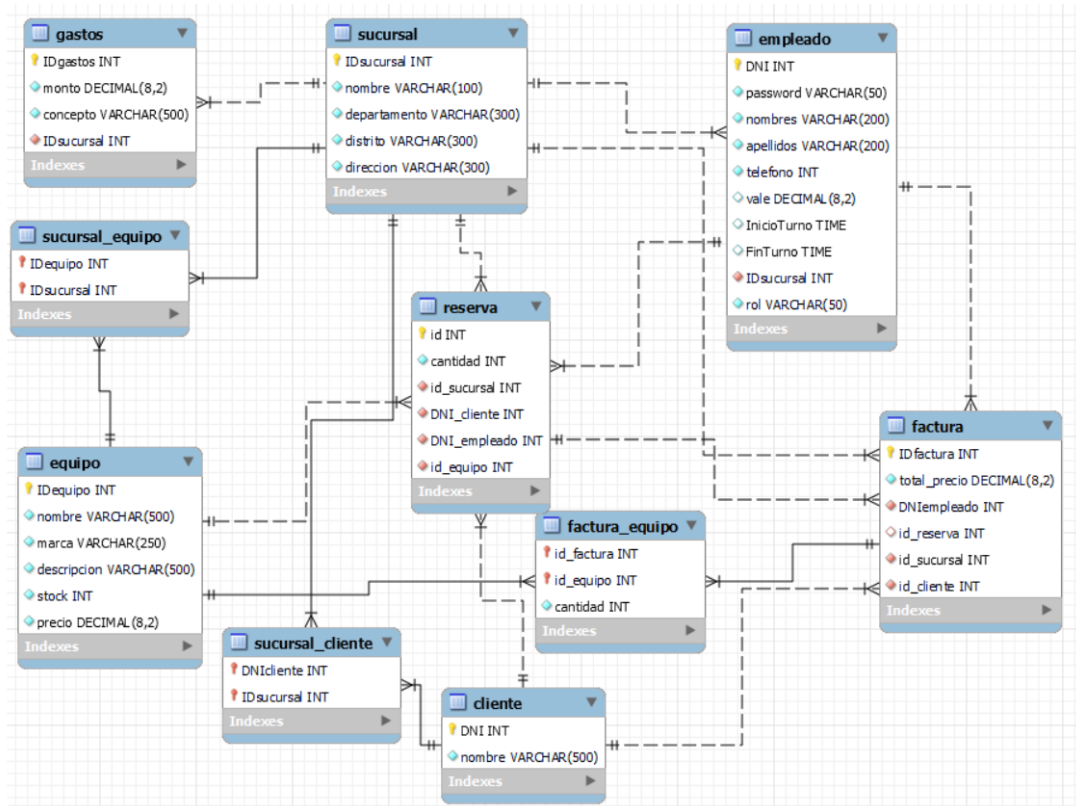 gastos
IDgastos INT
monto DECIMAL(8,2)
concepto VARCHAR(500)
IDsucursal INT
Indexes
sucursal
IDsucursal INT
nombre VARCHAR(100)
departamento VARCHAR(300)
distrito VARCHAR(300)
direccion VARCHAR(300)
Indexes
empleado
DNI INT
password VARCHAR(50)
nombres VARCHAR(200)
apellidos VARCHAR(200)
telefono INT
vale DECIMAL(8,2)
InicioTurno TIME
FinTurno TIME
IDsucursal INT
rol VARCHAR(50)
Indexes
sucursal_equipo
IDequipo INT
IDsucursal INT
Indexes
reserva
id INT
cantidad INT
id_sucursal INT
DNI_cliente INT
DNI_empleado INT
id_equipo INT
Indexes
equipo
IDequipo INT
nombre VARCHAR(500)
marca VARCHAR(250)
descripcion VARCHAR(500)
stock INT
precio DECIMAL(8,2)
Indexes
factura
IDfactura INT
total_precio DECIMAL(8,2)
DNIempleado INT
id_reserva INT
id_sucursal INT
id_cliente INT
Indexes
factura_equipo
id_factura INT
id_equipo INT
cantidad INT
Indexes
sucursal_cliente
DNIcliente INT
IDsucursal INT
Indexes
cliente
DNI INT
nombre VARCHAR(500)
Indexes